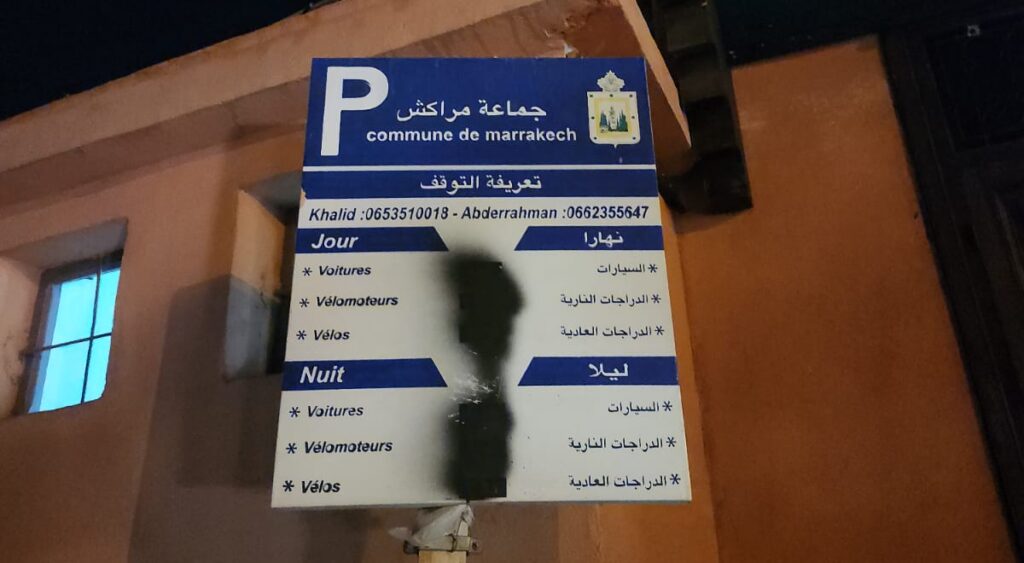 P
جماعة مراكش
commune de marrakech
تعريفة التوقف
Khalid :0653510018 - Abderrahman :0662355647
Jour نهارا
* Voitures السيارات *
* Vélomoteurs الدراجات النارية *
* Vélos الدراجات العادية *
Nuit ليلا
* Voitures السيارات *
* Vélomoteurs الدراجات النارية *
* Vélos الدراجات العادية *